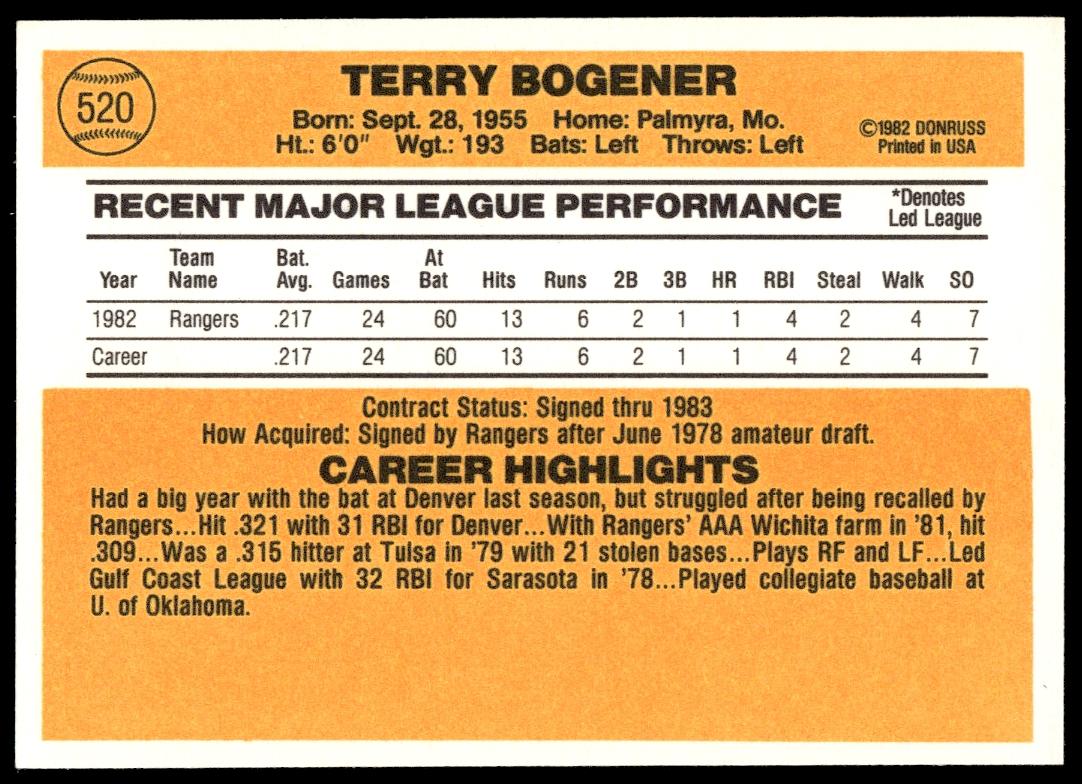 520
TERRY BOGENER
Born: Sept. 28, 1955 Home: Palmyra, Mo.
Ht.: 6'0" Wgt.: 193 Bats: Left Throws: Left
©1982 DONRUSS
Printed in USA
RECENT MAJOR LEAGUE PERFORMANCE
*Denotes
Led League
Year Team Name Bat. Avg. Games At Bat Hits Runs 2B 3B HR RBI Steal Walk SO
1982 Rangers .217 24 60 13 6 2 1 1 4 2 4 7
Career .217 24 60 13 6 2 1 1 4 2 4 7
Contract Status: Signed thru 1983
How Acquired: Signed by Rangers after June 1978 amateur draft.
CAREER HIGHLIGHTS
Had a big year with the bat at Denver last season, but struggled after being recalled by
Rangers...Hit .321 with 31 RBI for Denver...With Rangers' AAA Wichita farm in '81, hit
.309...Was a .315 hitter at Tulsa in '79 with 21 stolen bases...Plays RF and LF...Led
Gulf Coast League with 32 RBI for Sarasota in '78...Played collegiate baseball at
U. of Oklahoma.